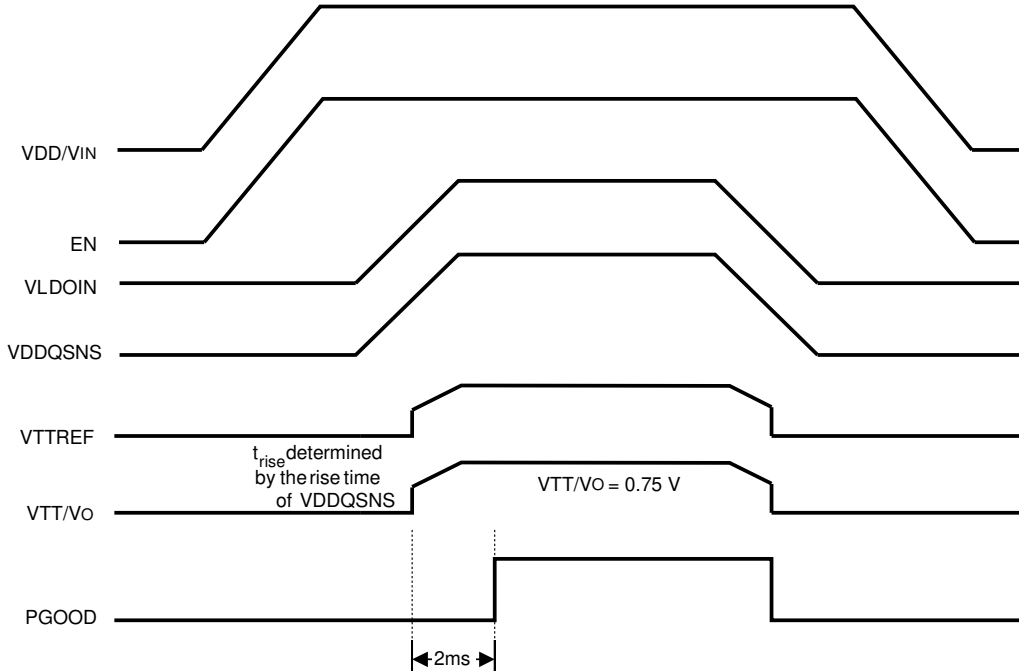 VDD/VIN
EN
VLDOIN
VDDQSNS
VTTREF
trise determined
by the rise time
of VDDQSNS
VTT/VO = 0.75 V
VTT/VO
PGOOD
2ms